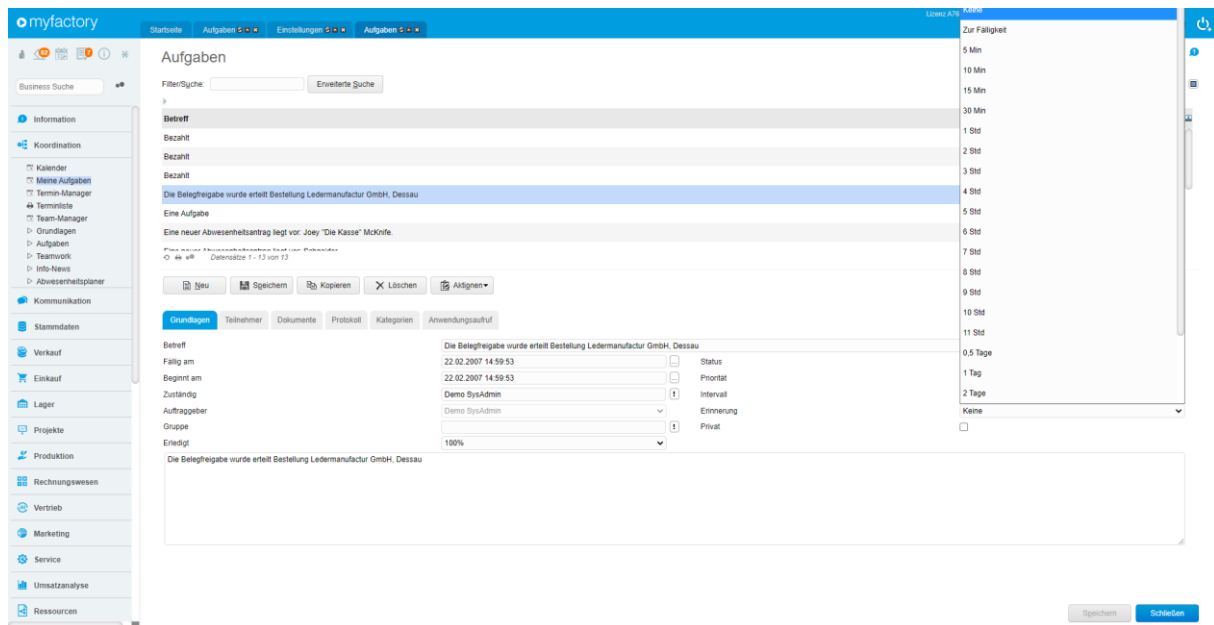 myfactory
Startseite
Aufgaben
Einstellungen
Aufgaben
Lizenz A76
Keine
Zur Fälligkeit
5 Min
10 Min
15 Min
30 Min
1 Std
2 Std
3 Std
4 Std
5 Std
6 Std
7 Std
8 Std
9 Std
10 Std
11 Std
0,5 Tage
1 Tag
2 Tage
Business Suche
Information
Koordination
Kalender
Meine Aufgaben
Termin-Manager
Terminliste
Team-Manager
Grundlagen
Aufgaben
Teamwork
Info-News
Abwesenheitsplaner
Kommunikation
Stammdaten
Verkauf
Einkauf
Lager
Projekte
Produktion
Rechnungswesen
Vertrieb
Marketing
Service
Umsatzanalyse
Ressourcen
Aufgaben
Filter/Suche:
Erweiterte Suche
Betreff
Bezahlt
Bezahlt
Bezahlt
Die Belegfreigabe wurde erteilt Bestellung Ledermanufactur GmbH, Dessau
Eine Aufgabe
Eine neuer Abwesenheitsantrag liegt vor: Joey "Die Kasse" McKnife.
Eine neuer Abwesenheitsantrag liegt vor: Schneider
Datensätze 1 - 13 von 13
Neu
Speichern
Kopieren
Löschen
Aktionen
Grundlagen
Teilnehmer
Dokumente
Protokoll
Kategorien
Anwendungsaufruf
Betreff
Die Belegfreigabe wurde erteilt Bestellung Ledermanufactur GmbH, Dessau
Fällig am
22.02.2007 14:59:53
Status
Beginnt am
22.02.2007 14:59:53
Priorität
Zuständig
Demo SysAdmin
Intervall
Auftraggeber
Demo SysAdmin
Erinnerung
Keine
Gruppe
Privat
Erledigt
100%
Die Belegfreigabe wurde erteilt Bestellung Ledermanufactur GmbH, Dessau
Speichern
Schließen